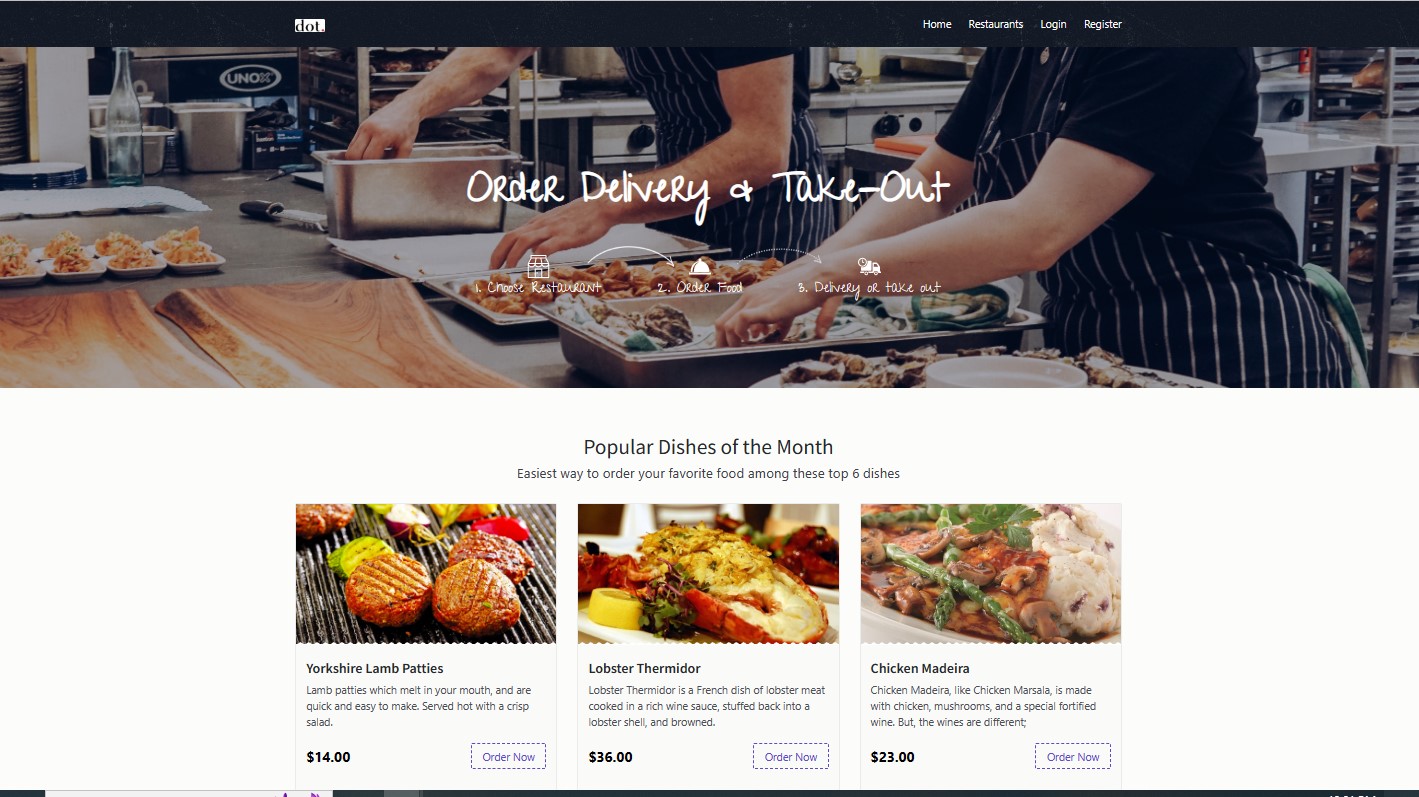 dot.
Home Restaurants Login Register
UNOX
Order Delivery & Take-Out
1. Choose Restaurant 2. Order Food 3. Delivery or take out
Popular Dishes of the Month
Easiest way to order your favorite food among these top 6 dishes
Yorkshire Lamb Patties
Lamb patties which melt in your mouth, and are
quick and easy to make. Served hot with a crisp
salad.
$14.00 Order Now
Lobster Thermidor
Lobster Thermidor is a French dish of lobster meat
cooked in a rich wine sauce, stuffed back into a
lobster shell, and browned.
$36.00 Order Now
Chicken Madeira
Chicken Madeira, like Chicken Marsala, is made
with chicken, mushrooms, and a special fortified
wine. But, the wines are different;
$23.00 Order Now